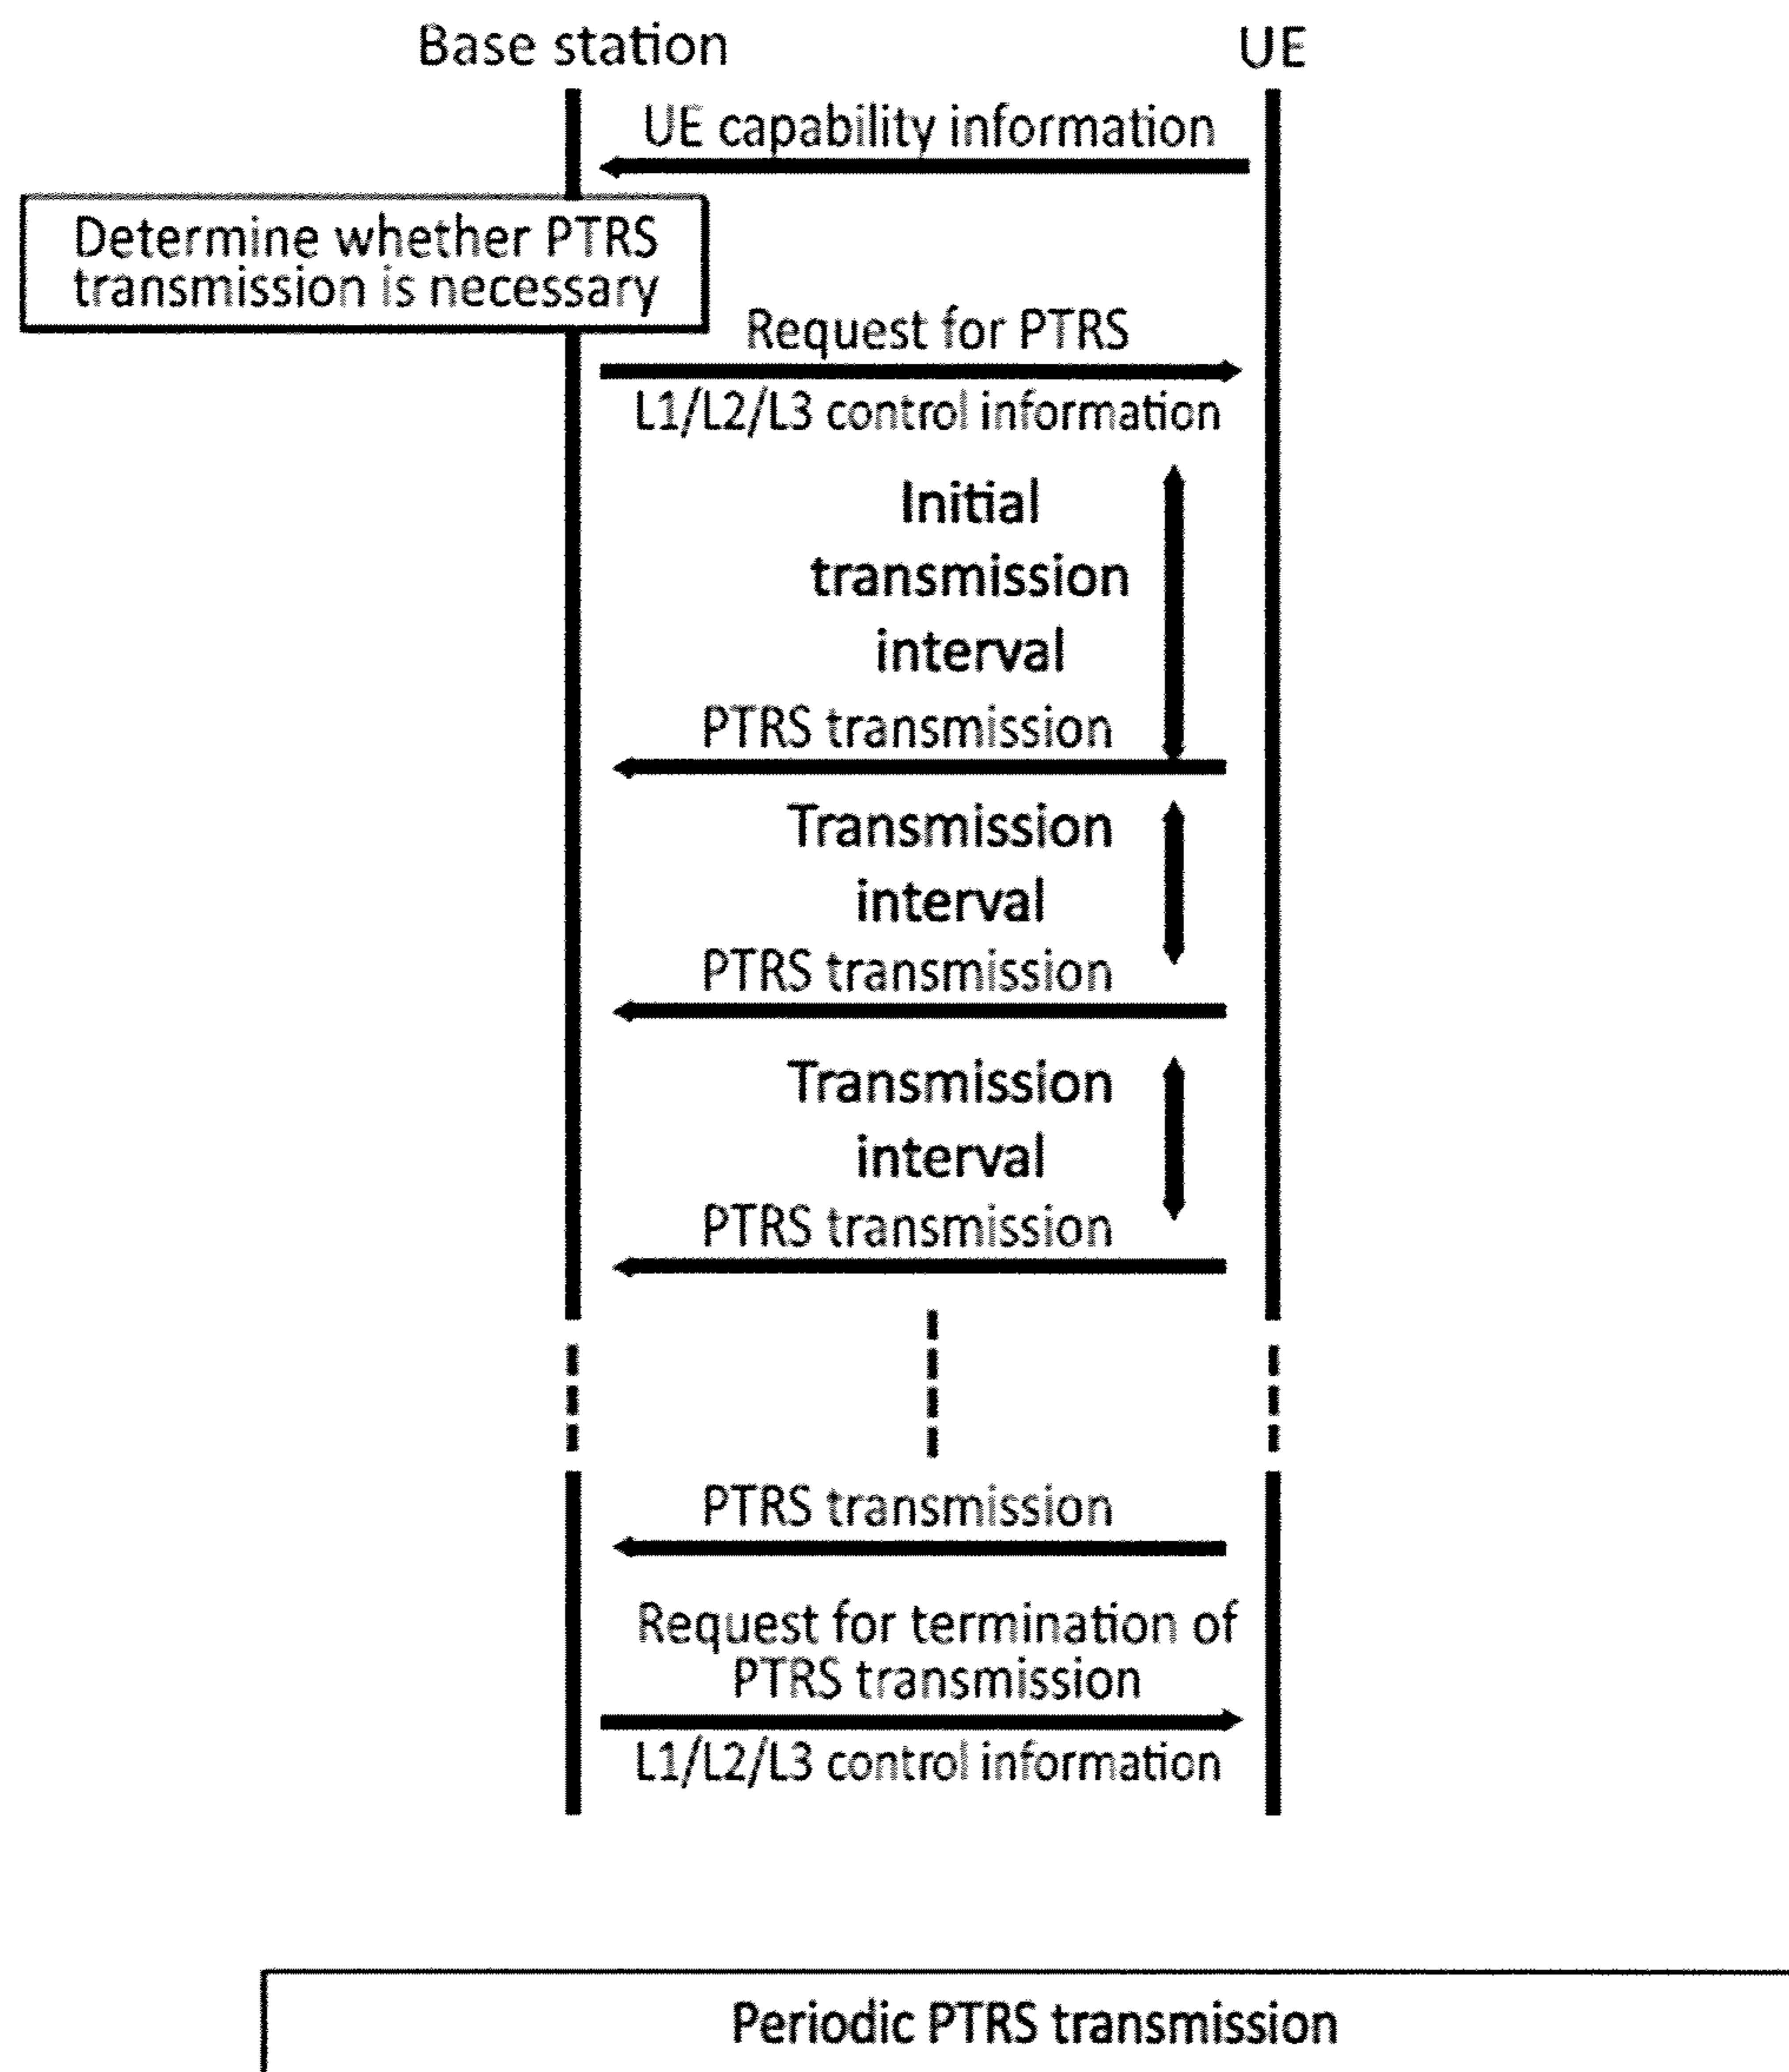 Base station
UE
UE capability information
Determine whether PTRS
transmission is necessary
Request for PTRS
L1/L2/L3 control information
Initial
transmission
interval
PTRS transmission
Transmission
interval
PTRS transmission
Transmission
interval
PTRS transmission
PTRS transmission
Request for termination of
PTRS transmission
L1/L2/L3 control information
Periodic PTRS transmission